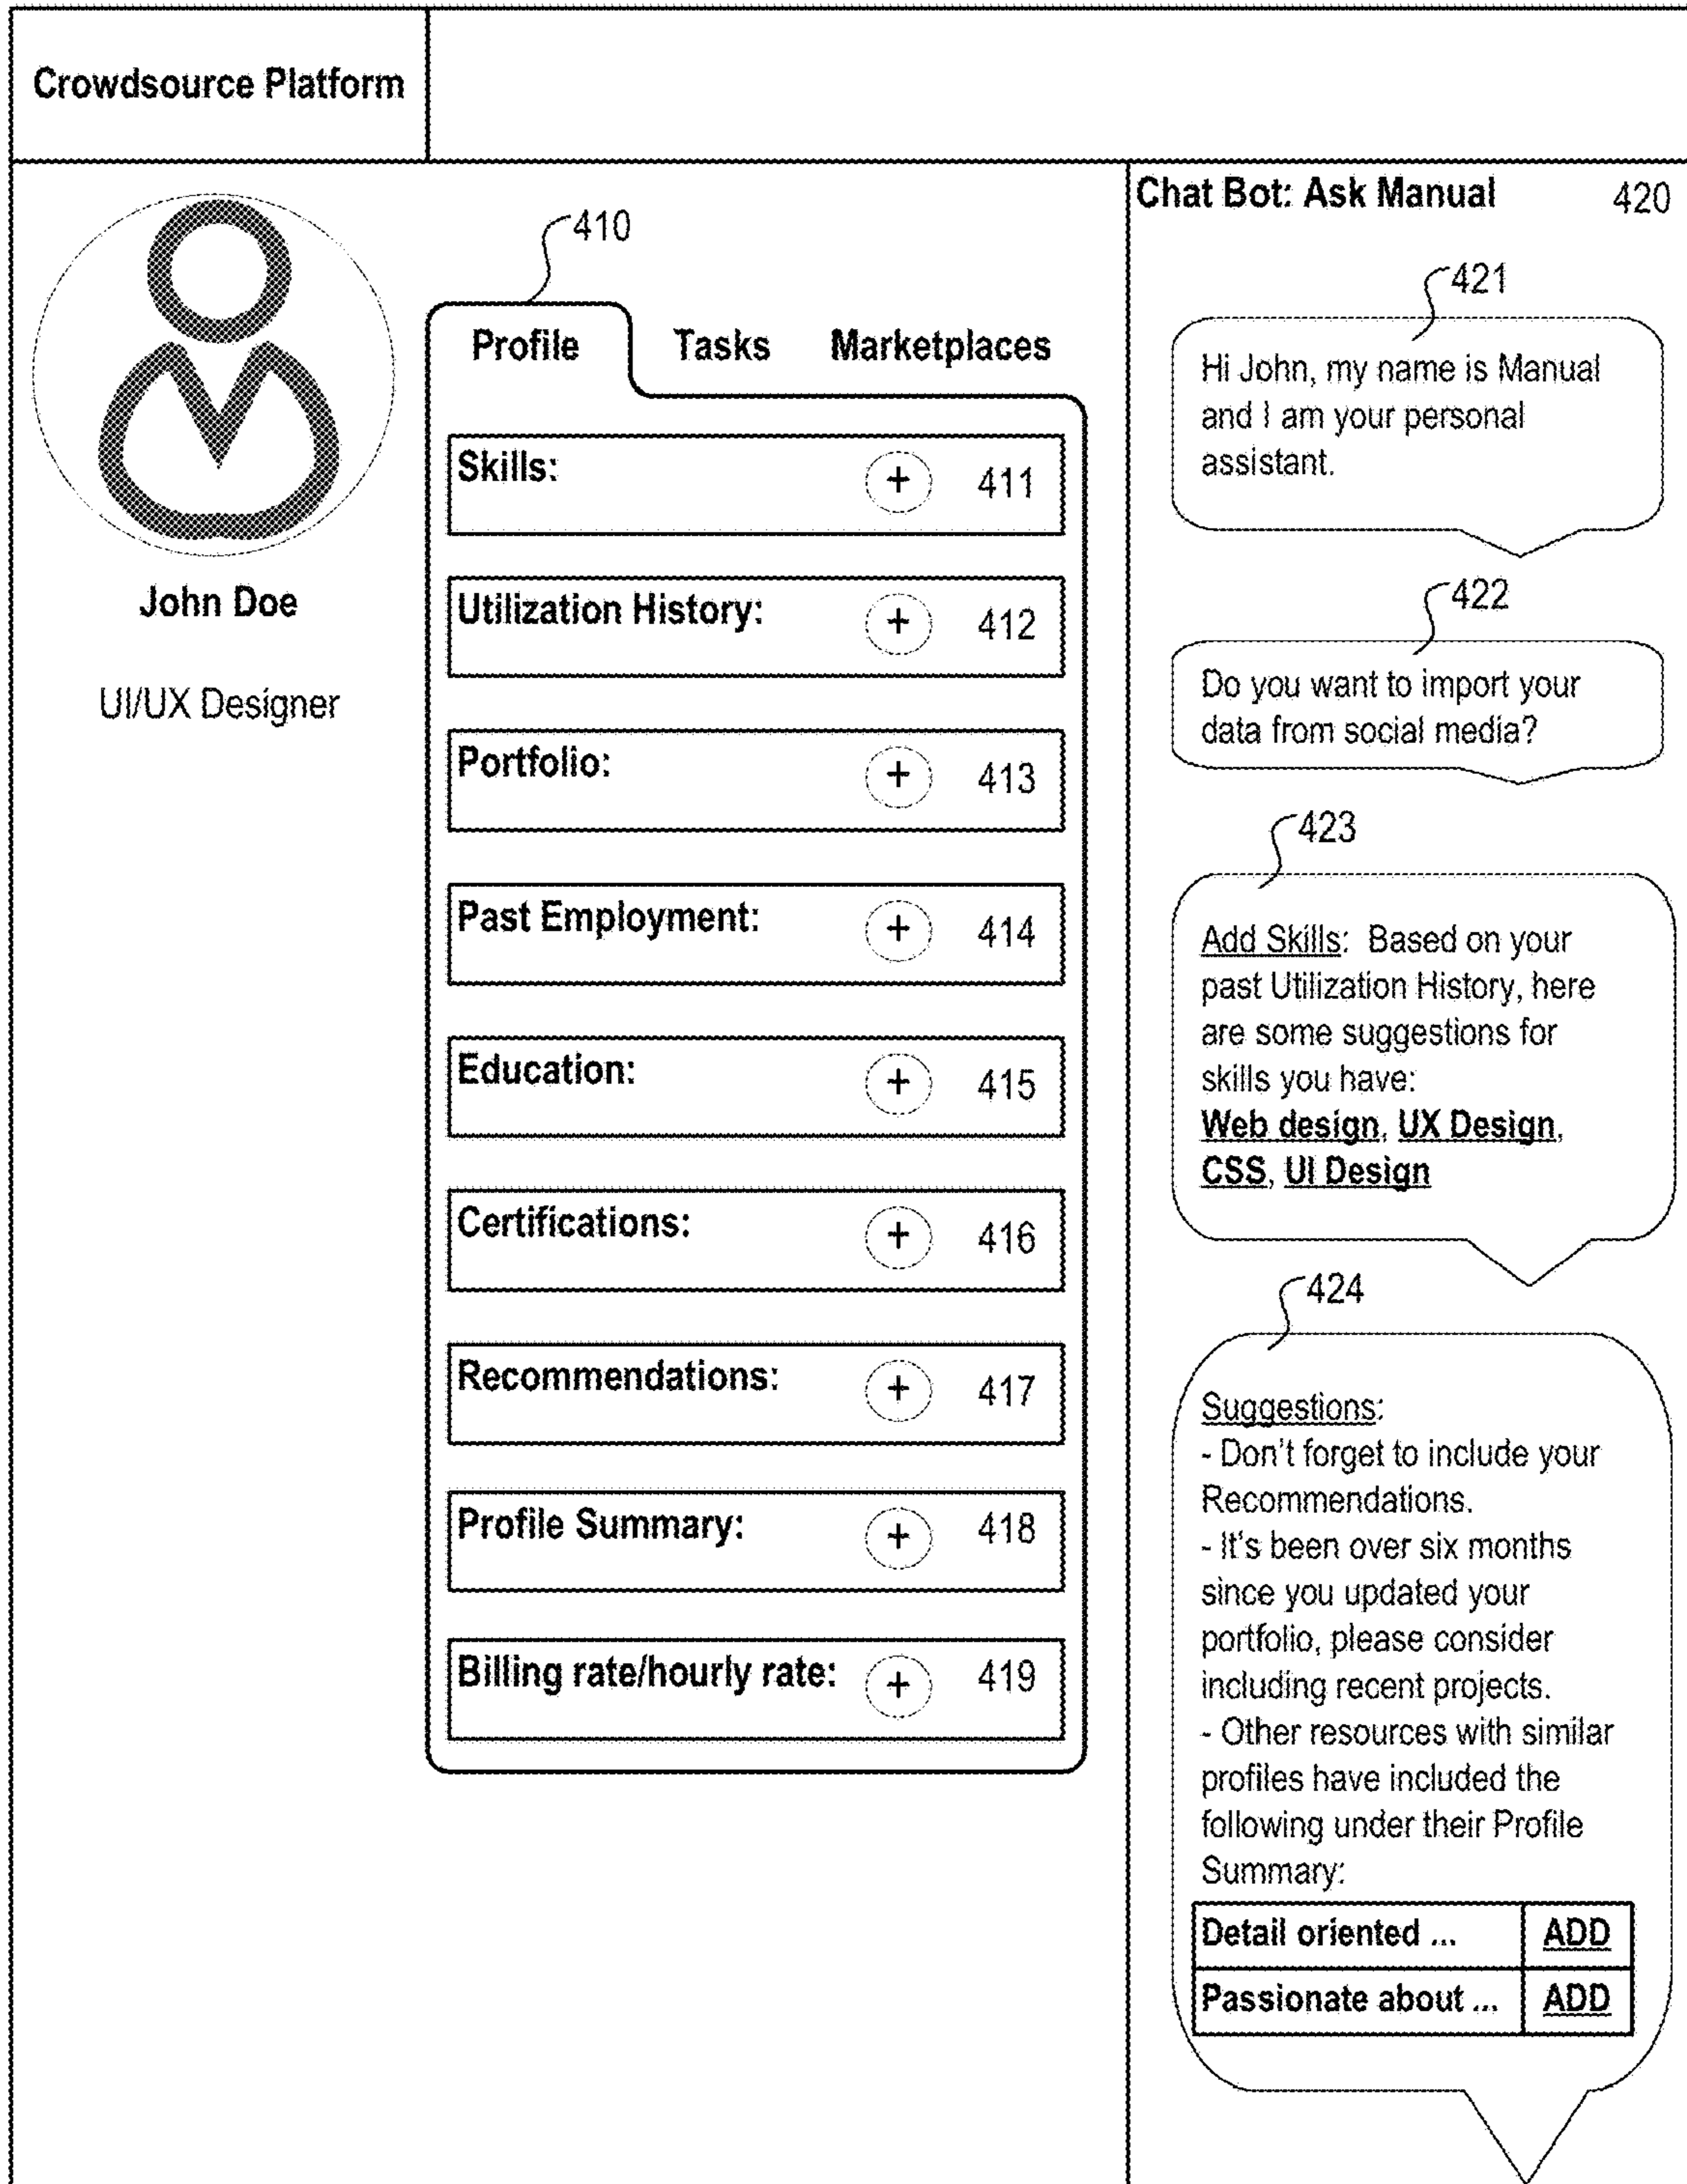 Crowdsource Platform
John Doe
UI/UX Designer
410
Profile Tasks Marketplaces
Skills: + 411
Utilization History: + 412
Portfolio: + 413
Past Employment: + 414
Education: + 415
Certifications: + 416
Recommendations: + 417
Profile Summary: + 418
Billing rate/hourly rate: + 419
Chat Bot: Ask Manual 420
421
Hi John, my name is Manual
and I am your personal
assistant.
422
Do you want to import your
data from social media?
423
Add Skills: Based on your
past Utilization History, here
are some suggestions for
skills you have:
Web design, UX Design,
CSS, UI Design
424
Suggestions:
- Don't forget to include your
Recommendations.
- It's been over six months
since you updated your
portfolio, please consider
including recent projects.
- Other resources with similar
profiles have included the
following under their Profile
Summary:
Detail oriented ... ADD
Passionate about ... ADD